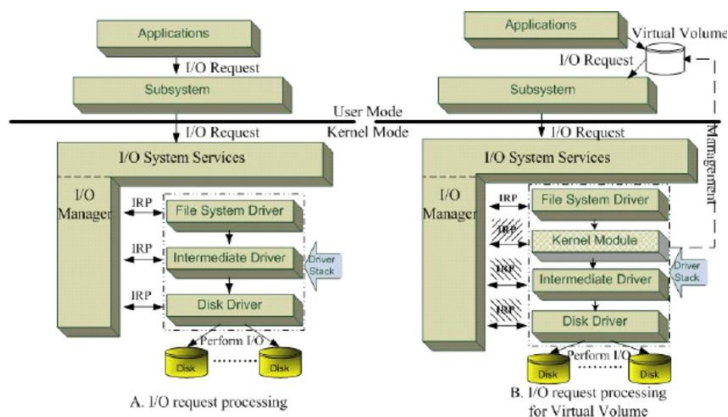 Applications
I/O Request
Subsystem
User Mode
I/O Request
Kernel Mode
I/O System Services
I/O
Manager
IRP
File System Driver
IRP
Intermediate Driver
Driver
Stack
IRP
Disk Driver
Perform I/O
Disk
Disk
A. I/O request processing
Applications
Virtual Volume
I/O Request
Subsystem
I/O Request
Management
I/O System Services
I/O
Manager
IRP
File System Driver
IRP
Kernel Module
IRP
Intermediate Driver
Driver
Stack
IRP
Disk Driver
Perform I/O
Disk
Disk
B. I/O request processing
for Virtual Volume